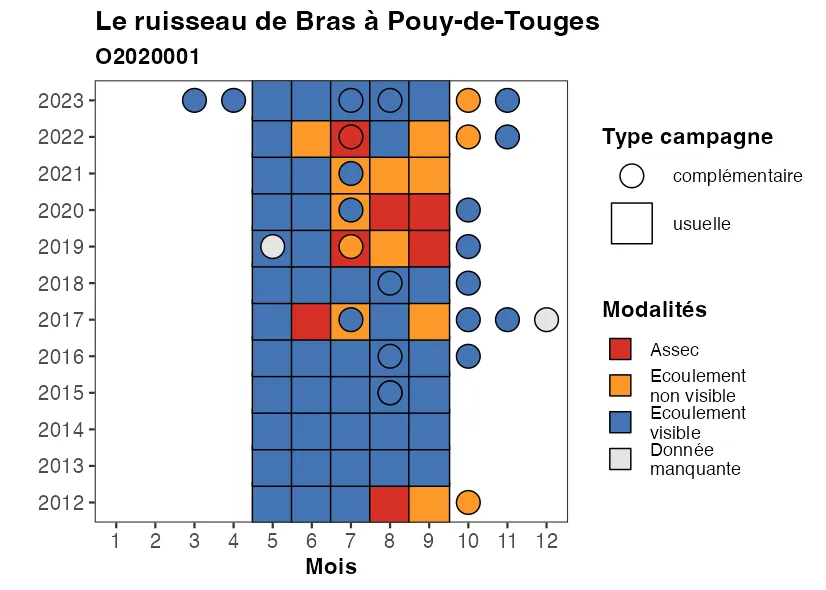 Le ruisseau de Bras à Pouy-de-Touges
O2020001
2023
2022
2021
2020
2019
2018
2017
2016
2015
2014
2013
2012
1 2 3 4 5 6 7 8 9 10 11 12
Mois
Type campagne
complémentaire
usuelle
Modalités
Assec
Ecoulement
non visible
Ecoulement
visible
Donnée
manquante